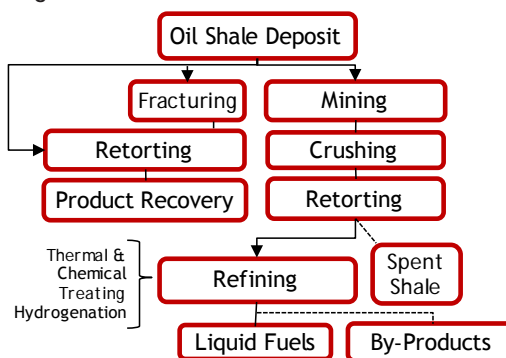 Oil Shale Deposit
Fracturing
Mining
Retorting
Crushing
Product Recovery
Retorting
Thermal &
Chemical
Treating
Hydrogenation
Refining
Spent
Shale
Liquid Fuels
By-Products